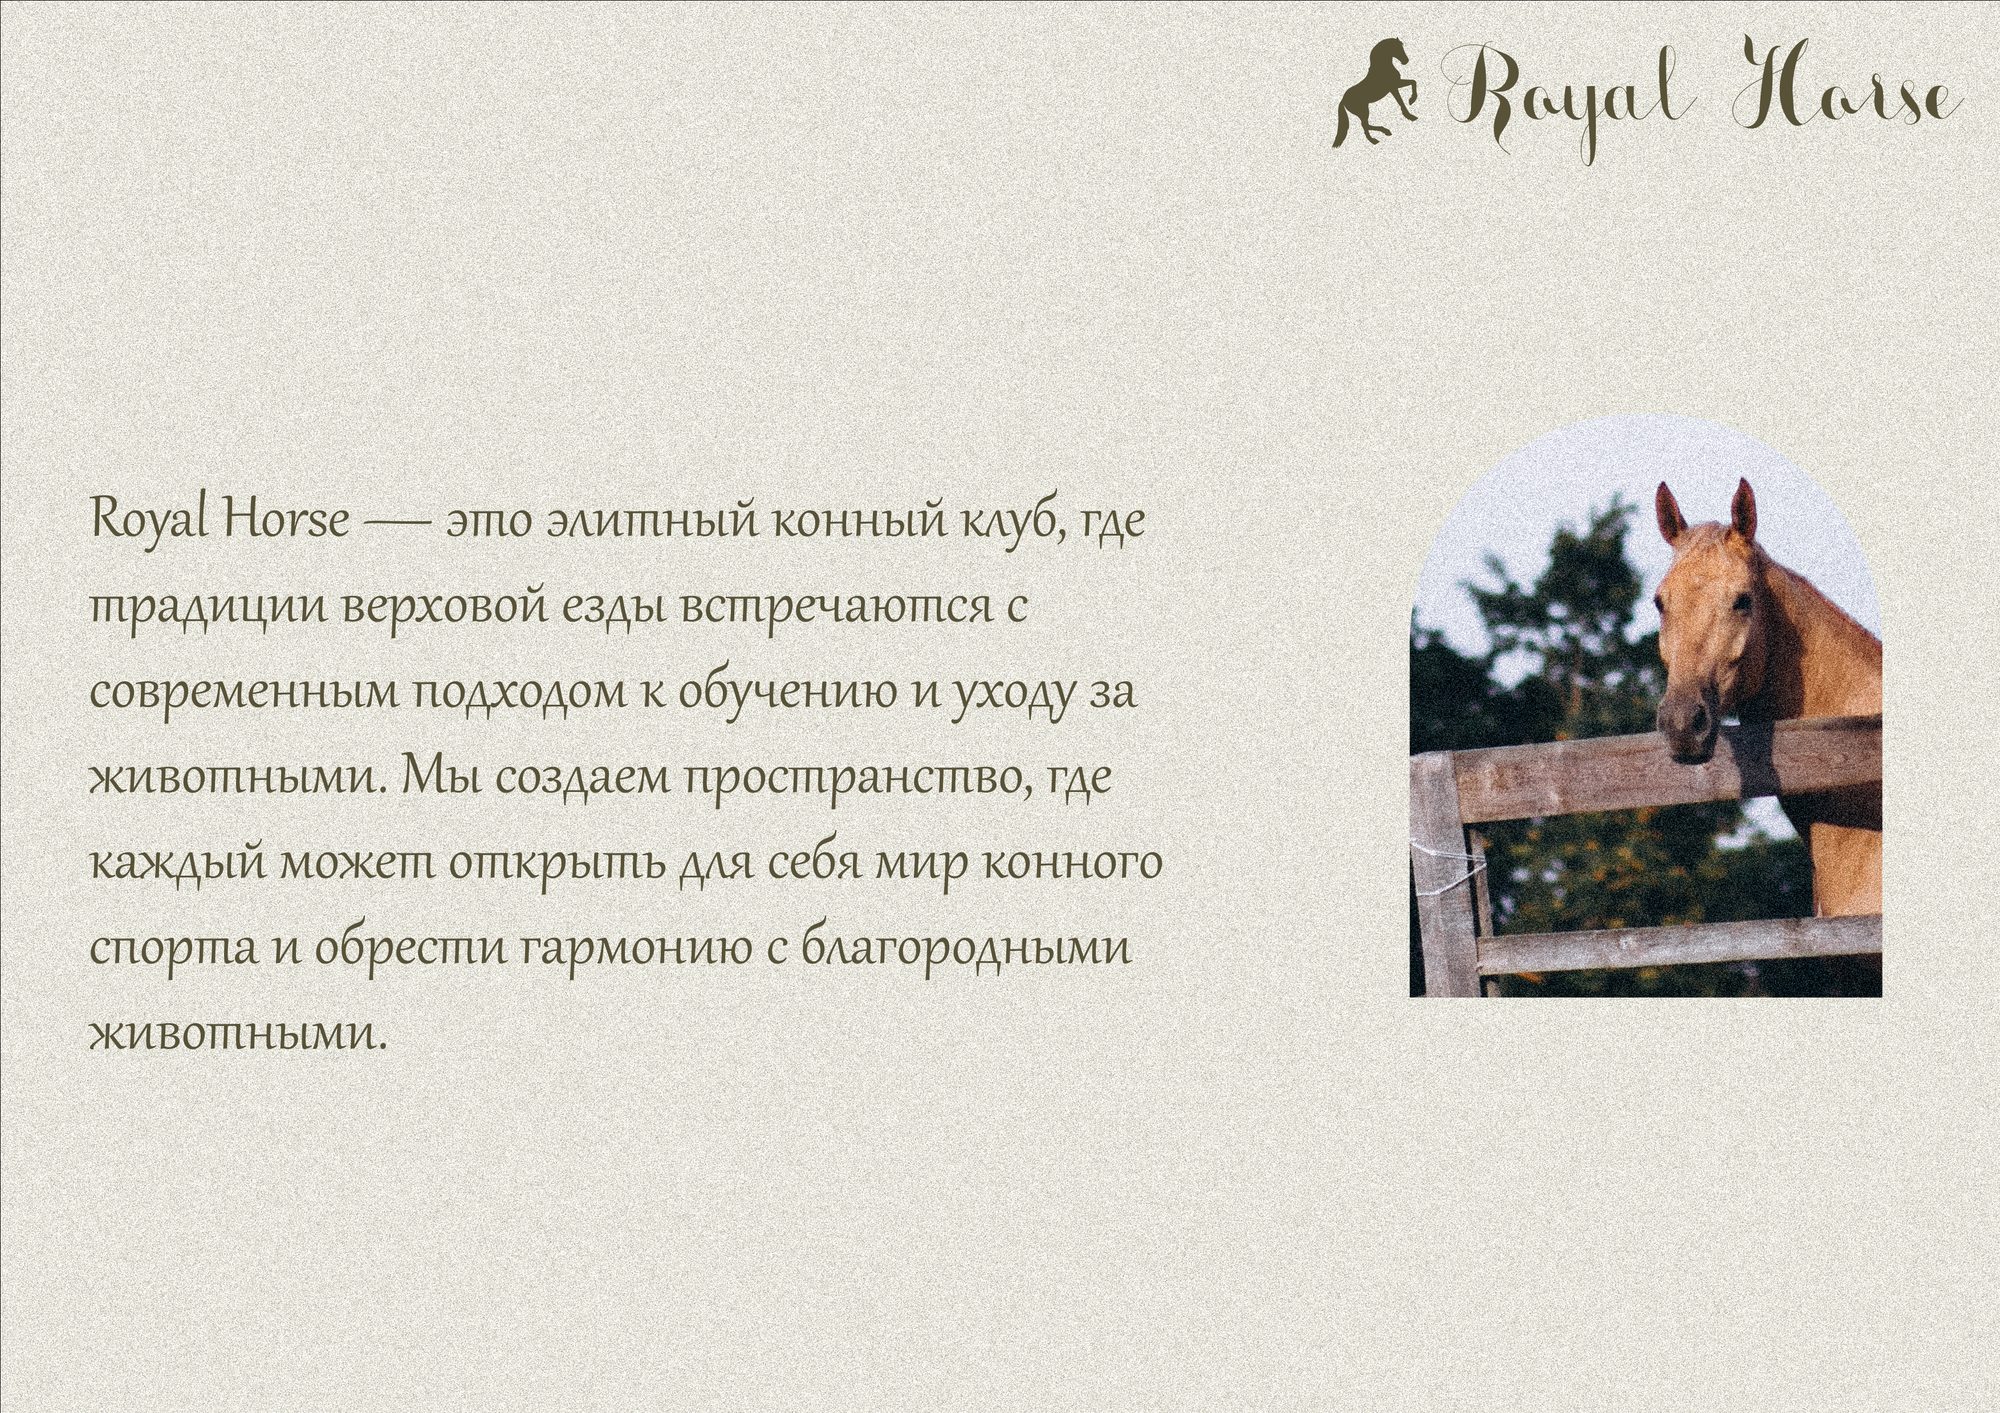 Royal Horse
Royal Horse — это элитный конный клуб, где
традиции верховой езды встречаются с
современным подходом к обучению и уходу за
животными. Мы создаем пространство, где
каждый может открыть для себя мир конного
спорта и обрести гармонию с благородными
животными.